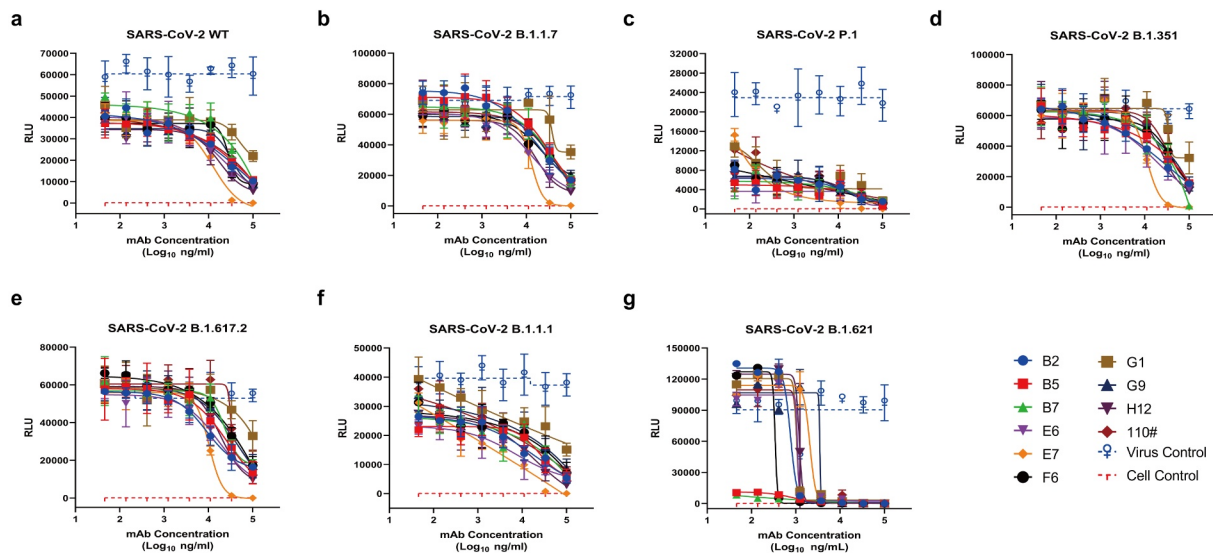 a
SARS-CoV-2 WT
70000
60000
50000
40000
30000
20000
10000
0
RLU
1 2 3 4 5
mAb Concentration
(Log10 ng/ml)
b
SARS-CoV-2 B.1.1.7
100000
80000
60000
40000
20000
0
RLU
1 2 3 4 5
mAb Concentration
(Log10 ng/ml)
c
SARS-CoV-2 P.1
32000
28000
24000
20000
16000
12000
8000
4000
0
RLU
1 2 3 4 5
mAb Concentration
(Log10 ng/ml)
d
SARS-CoV-2 B.1.351
100000
80000
60000
40000
20000
0
RLU
1 2 3 4 5
mAb Concentration
(Log10 ng/ml)
e
SARS-CoV-2 B.1.617.2
100000
80000
60000
40000
20000
0
RLU
1 2 3 4 5
mAb Concentration
(Log10 ng/ml)
f
SARS-CoV-2 B.1.1.1
50000
40000
30000
20000
10000
0
RLU
1 2 3 4 5
mAb Concentration
(Log10 ng/ml)
g
SARS-CoV-2 B.1.621
150000
120000
90000
60000
30000
0
RLU
1 2 3 4 5
mAb Concentration
(Log10 ng/mL)
B2
B5
B7
E6
E7
F6
G1
G9
H12
110#
Virus Control
Cell Control